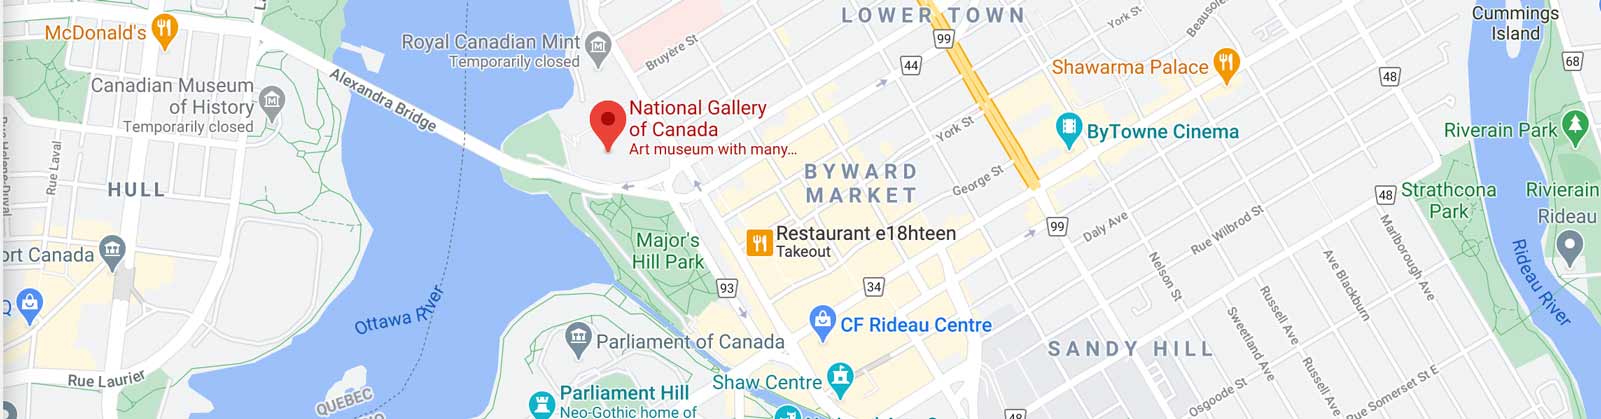 McDonald's
Royal Canadian Mint
Temporarily closed
Bruyère St
LOWER TOWN
York St
99
44
Cummings
Island
68
48
Shawarma Palace
Canadian Museum
of History
Temporarily closed
Alexandra Bridge
National Gallery
of Canada
Art museum with many...
York St
ByTowne Cinema
Riverain Park
Rue Laval
HULL
BYWARD
MARKET
George St
48
Strathcona
Park
Rivierain
Rideau
Restaurant e18hteen
Takeout
Major's
Hill Park
99
Daly Ave
Rue Wilbrod St
Marlborough Ave
ort Canada
93
34
Nelson St
Ave Blackburn
Rideau River
Ottawa River
CF Rideau Centre
Russell Ave
Sweetland Ave
Parliament of Canada
SANDY HILL
Russell Ave
Rue Laurier
Shaw Centre
Rue Somerset St E
Osgoode St
Parliament Hill
Neo-Gothic home of
QUEBEC
48